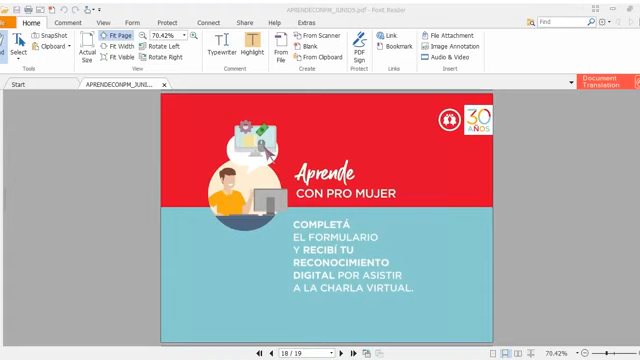 APRENDECONPM_JUNIO5.pdf - Foxit Reader
Home
Comment
View
Form
Protect
Connect
Share
Help
Extras
Find
Select
SnapShot
Clipboard
Actual Size
Fit Page
Fit Width
Fit Visible
70.42%
Rotate Left
Rotate Right
Typewriter
Highlight
From File
From Scanner
Blank
From Clipboard
PDF Sign
Link
Bookmark
File Attachment
Image Annotation
Audio & Video
Tools
View
Comment
Create
Protect
Links
Insert
Start
APRENDECONPM_JUNI...
Document Translation
30 AÑOS
Aprende
CON PRO MUJER
COMPLETÁ
EL FORMULARIO
Y RECIBÍ TU
RECONOCIMIENTO
DIGITAL POR ASISTIR
A LA CHARLA VIRTUAL.
18 / 19
70.42%